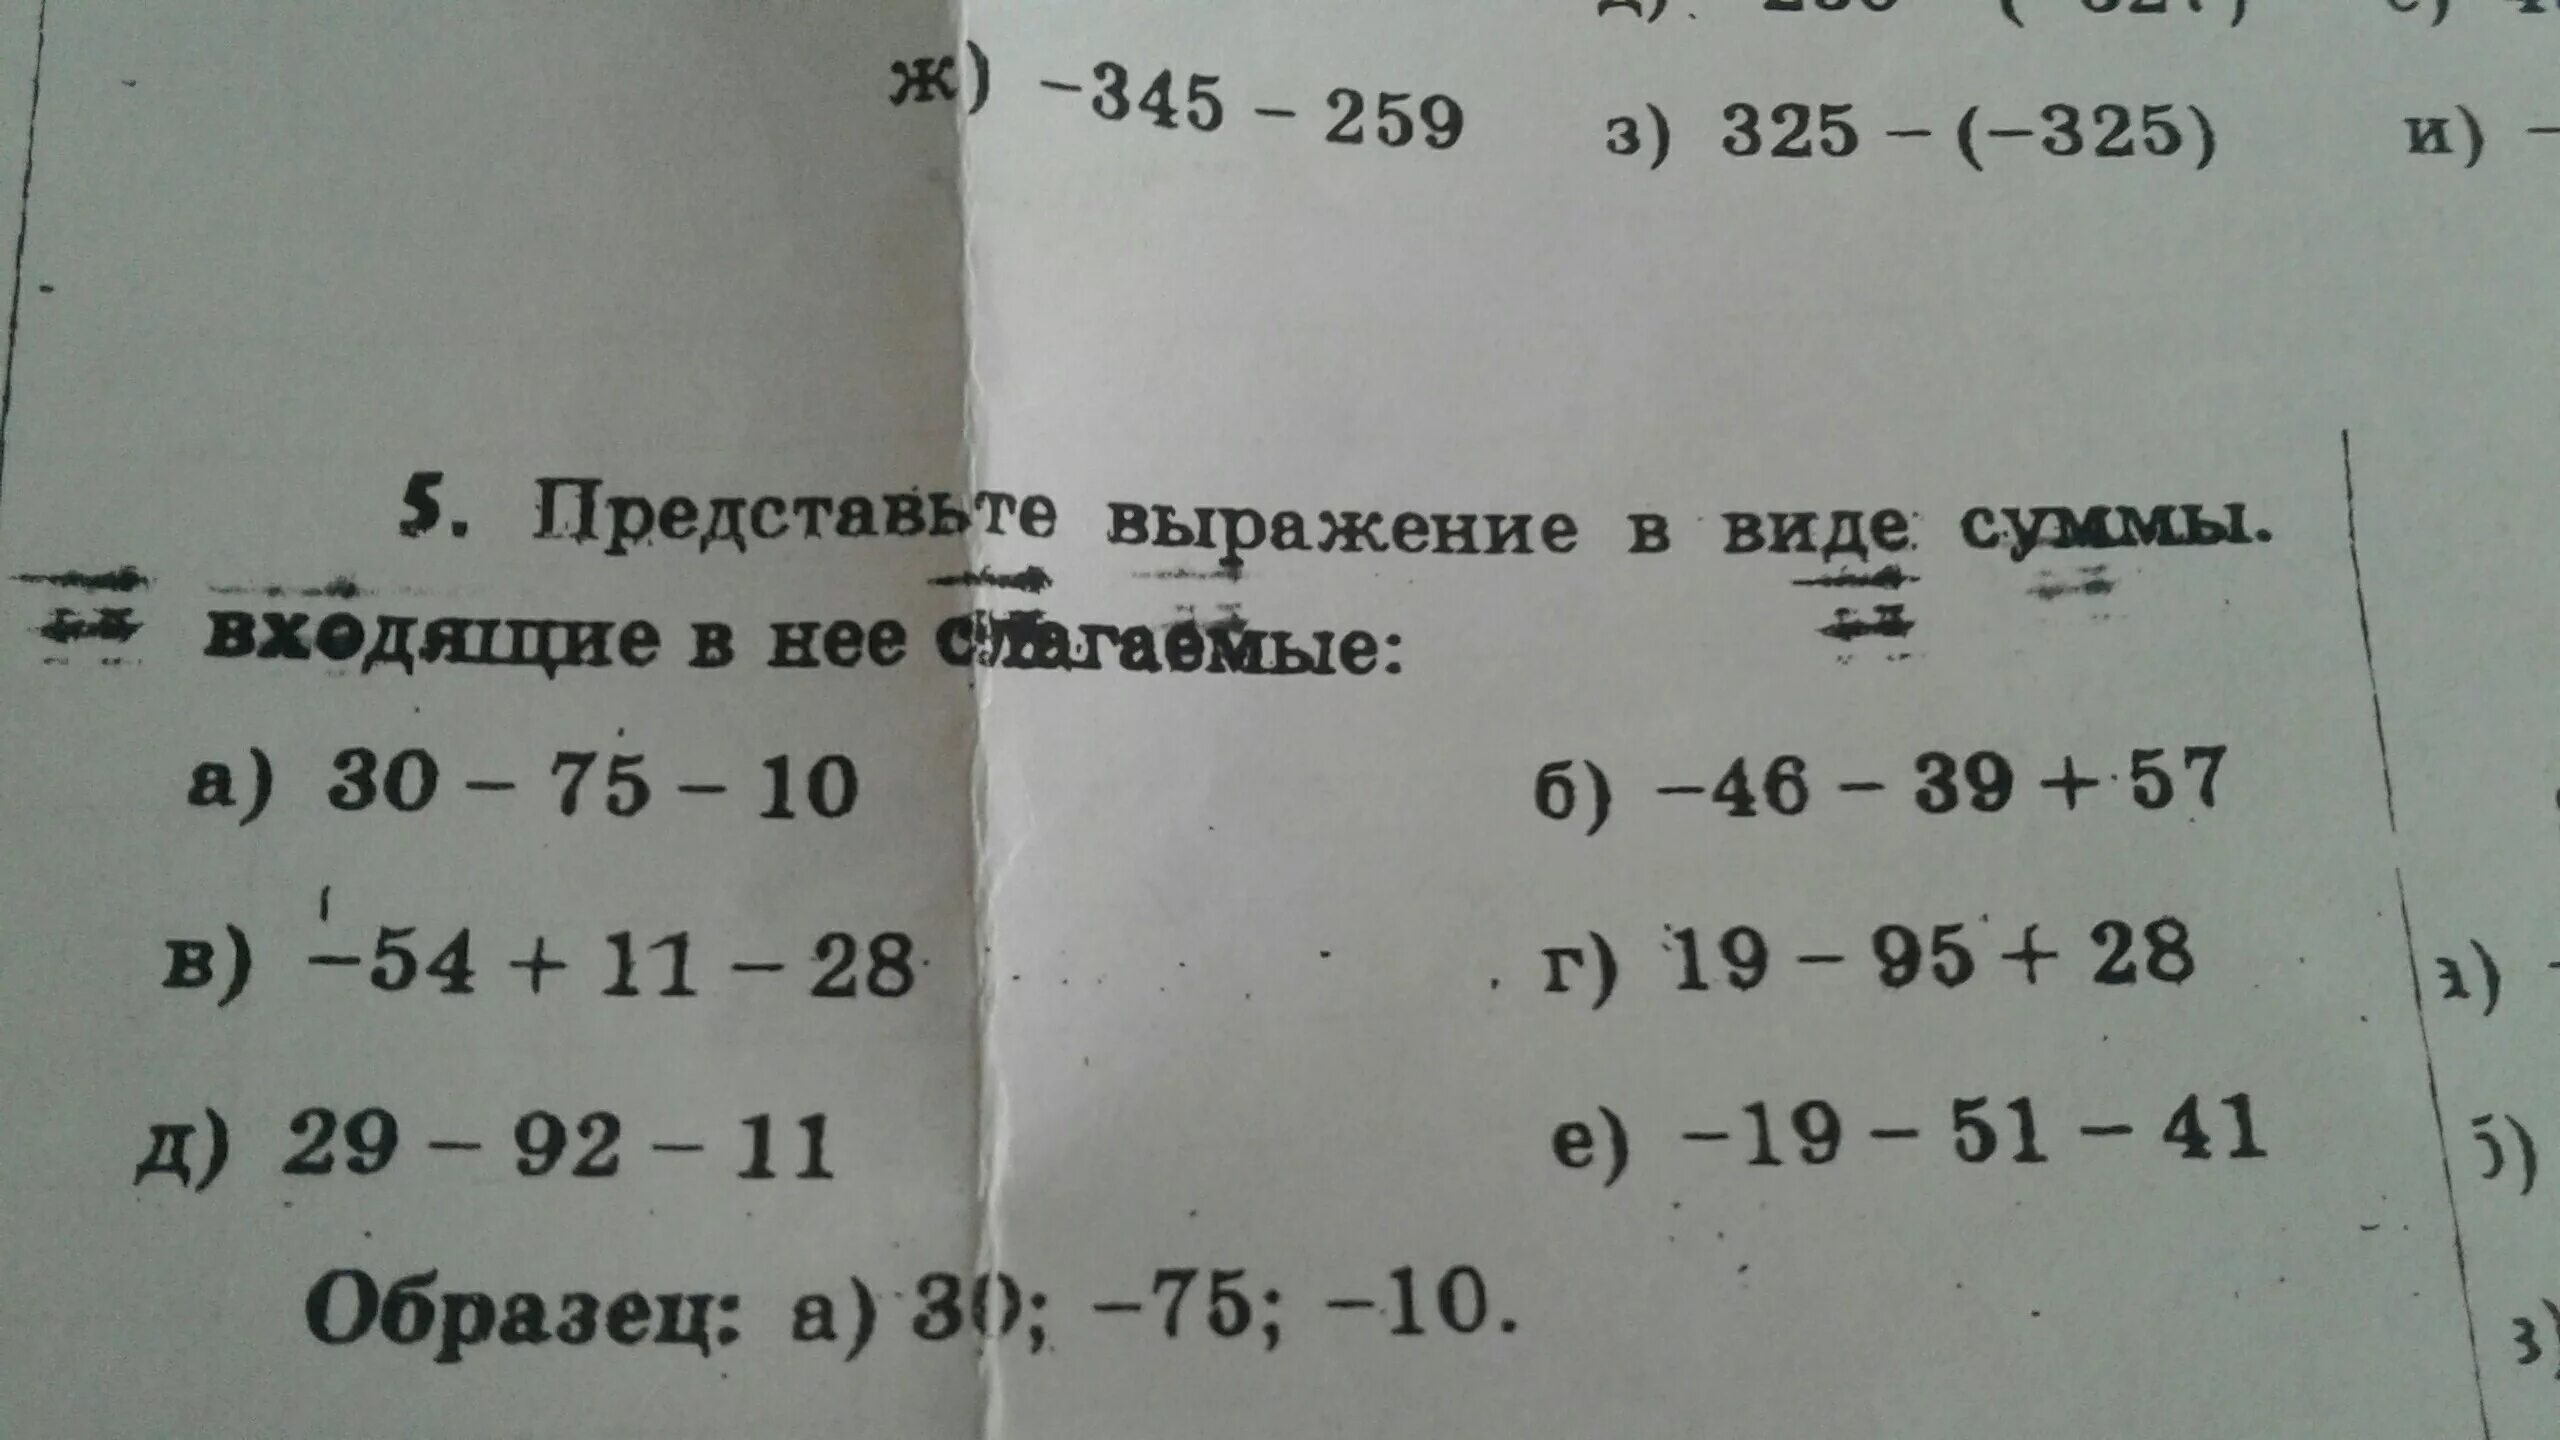 ж) −345 − 259 з) 325 − (−325) и) −
5. Представьте выражение в виде суммы.
входящие в нее слагаемые:
а) 30 − 75 − 10 б) −46 − 39 + 57
в) −54 + 11 − 28 г) 19 − 95 + 28
д) 29 − 92 − 11 е) −19 − 51 − 41
Образец: а) 30; −75; −10.